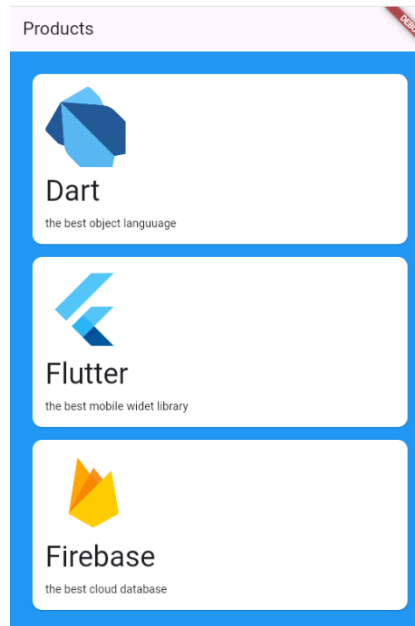 Products
Dart
the best object languuage
Flutter
the best mobile widet library
Firebase
the best cloud database